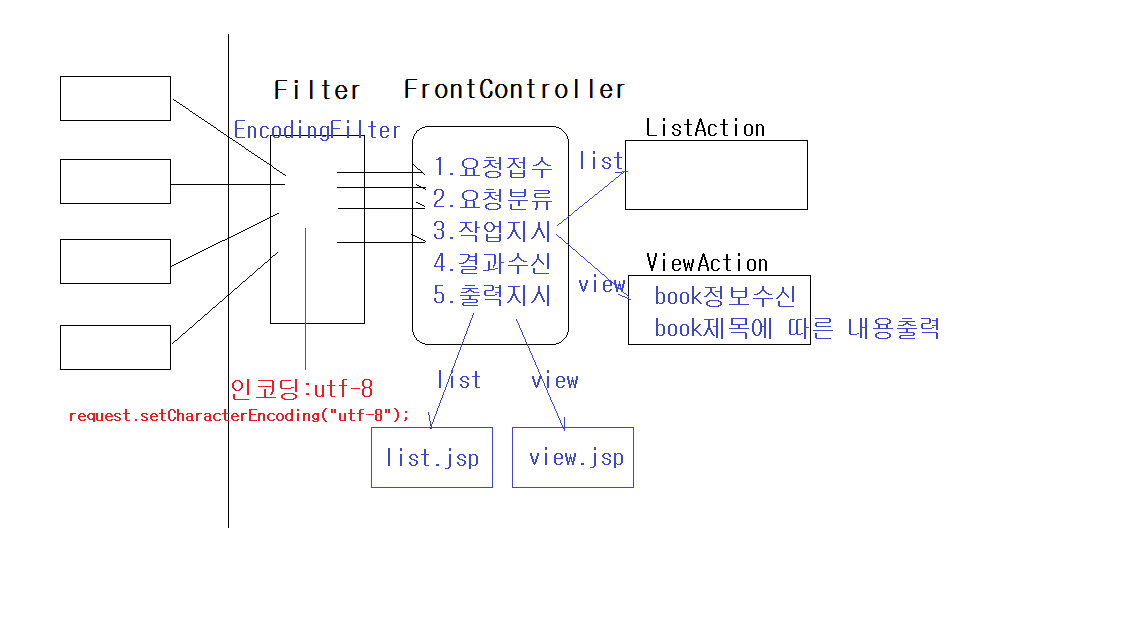 Filter
FrontController
EncodingFilter
ListAction
1.요청접수
2.요청분류
3.작업지시
4.결과수신
5.출력지시
list
ViewAction
view
book정보수신
book제목에 따른 내용출력
인코딩:utf-8
request.setCharacterEncoding("utf-8");
list
view
list.jsp
view.jsp